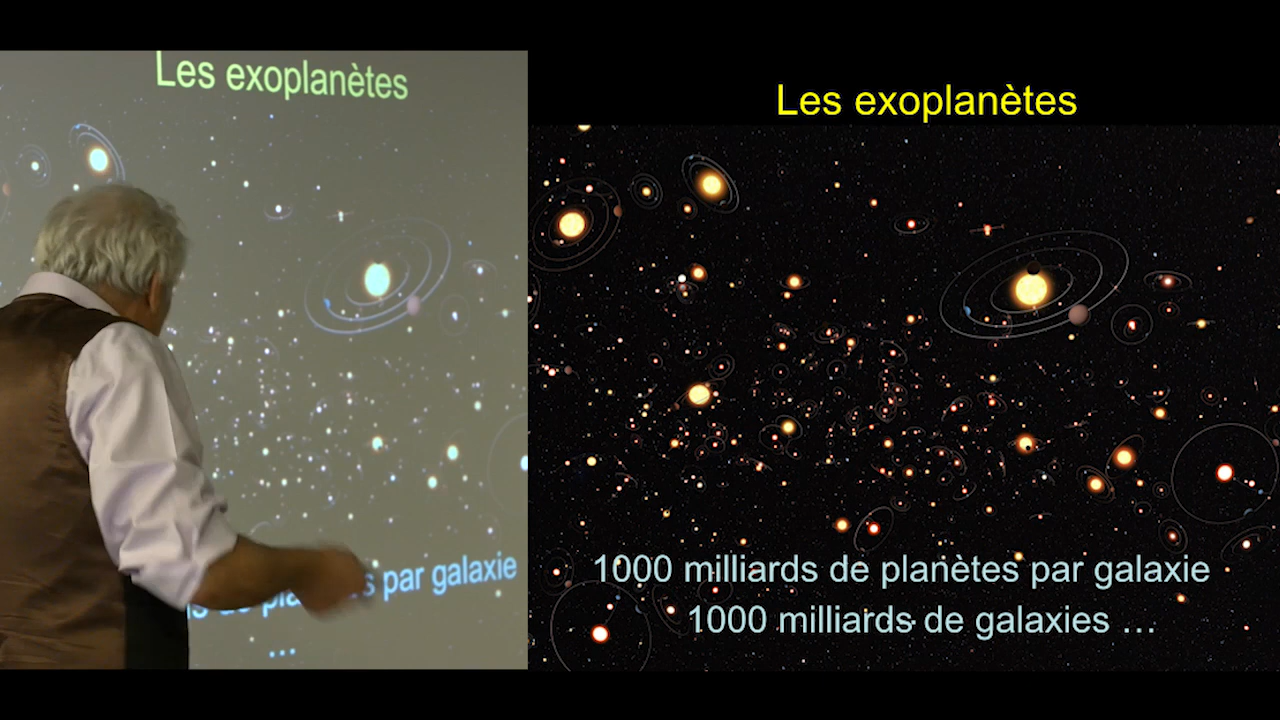 Les exoplanètes
par galaxie
...
Les exoplanètes
1000 milliards de planètes par galaxie
1000 milliards de galaxies ...